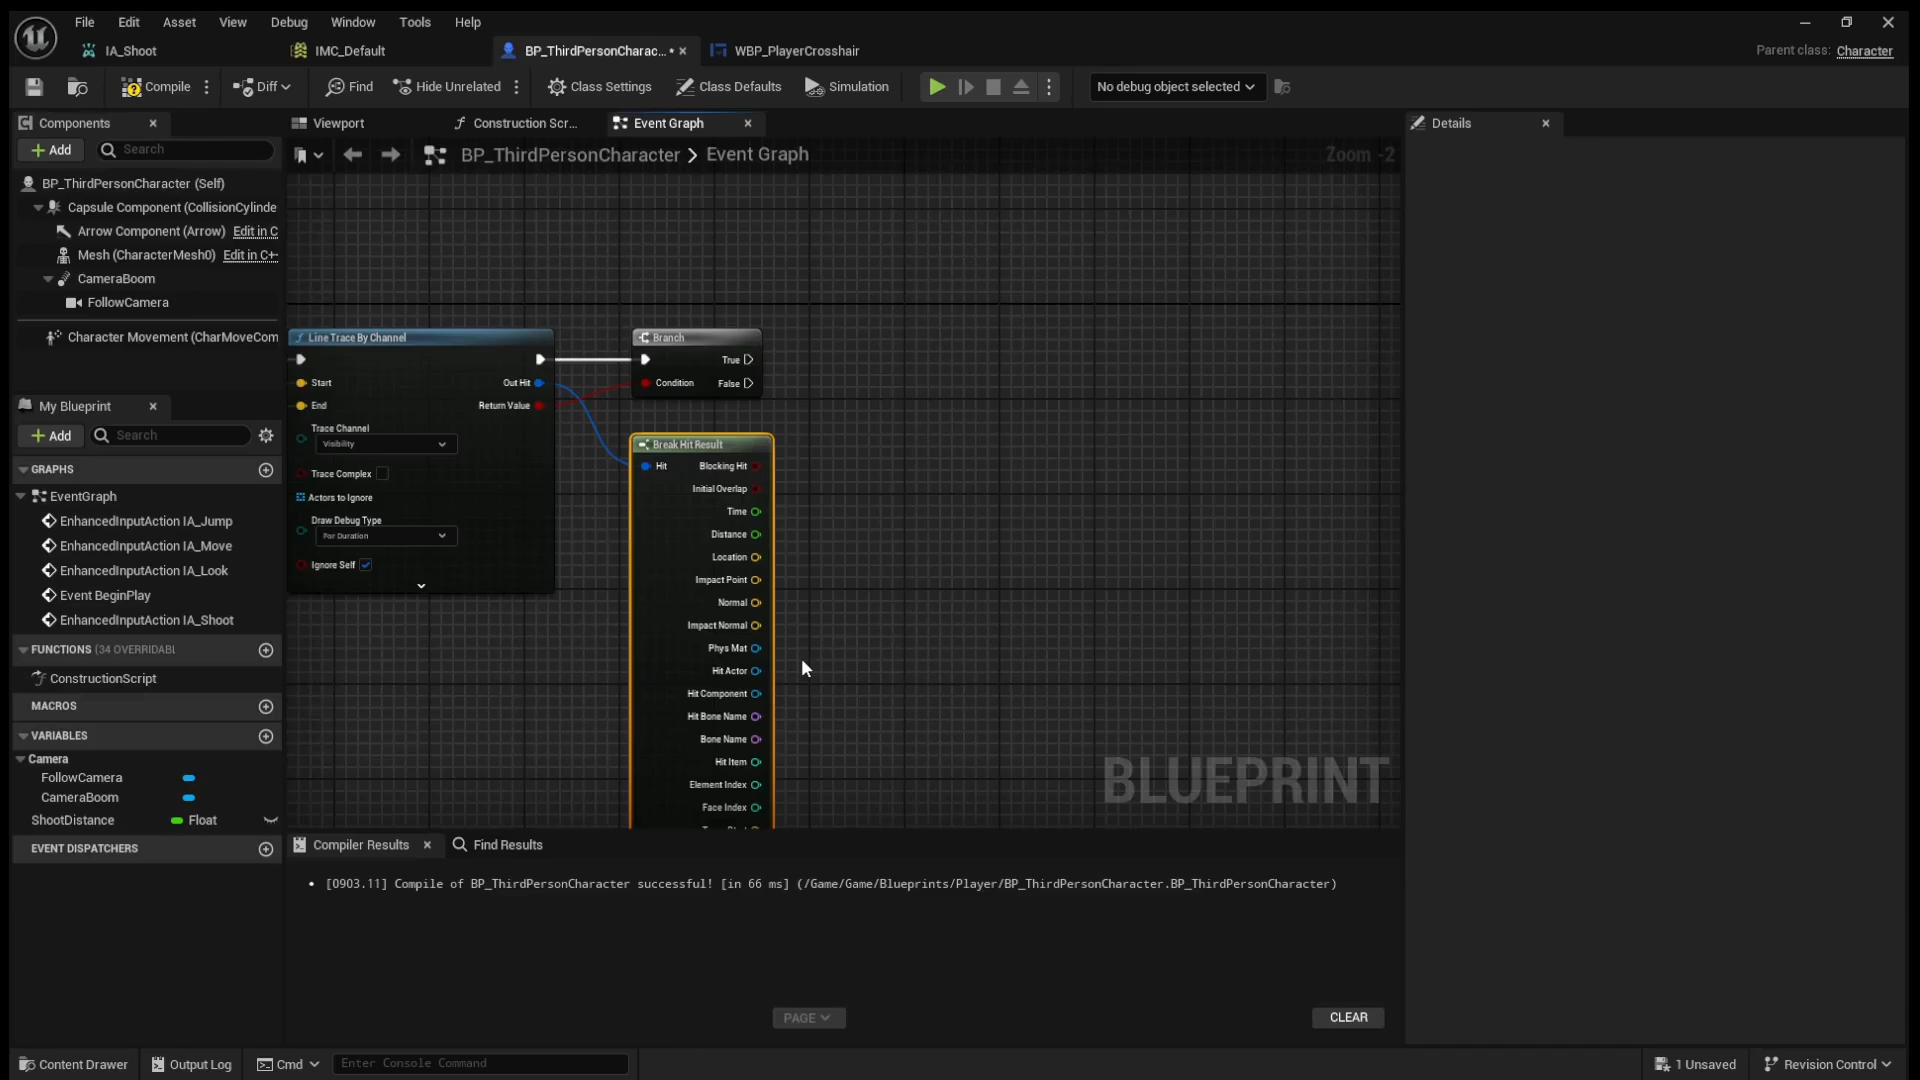 File Edit Asset View Debug Window Tools Help
IA_Shoot
IMC_Default
BP_ThirdPersonCharac...
WBP_PlayerCrosshair
Parent class: Character
Compile
Diff
Find
Hide Unrelated
Class Settings
Class Defaults
Simulation
No debug object selected
Components
Viewport
Construction Scr...
Event Graph
Details
Add
Search
BP_ThirdPersonCharacter > Event Graph
Zoom -2
BP_ThirdPersonCharacter (Self)
Capsule Component (CollisionCylinde
Arrow Component (Arrow) Edit in C
Mesh (CharacterMesh0) Edit in C++
CameraBoom
FollowCamera
Character Movement (CharMoveCom
Line Trace By Channel
Start
Out Hit
End
Return Value
Trace Channel
Visibility
Trace Complex
Actors to Ignore
Draw Debug Type
For Duration
Ignore Self
Branch
True
Condition
False
Break Hit Result
Hit
Blocking Hit
Initial Overlap
Time
Distance
Location
Impact Point
Normal
Impact Normal
Phys Mat
Hit Actor
Hit Component
Hit Bone Name
Bone Name
Hit Item
Element Index
Face Index
BLUEPRINT
My Blueprint
Add
Search
GRAPHS
EventGraph
EnhancedInputAction IA_Jump
EnhancedInputAction IA_Move
EnhancedInputAction IA_Look
Event BeginPlay
EnhancedInputAction IA_Shoot
FUNCTIONS (34 OVERRIDABL
ConstructionScript
MACROS
VARIABLES
Camera
FollowCamera
CameraBoom
ShootDistance
Float
EVENT DISPATCHERS
Compiler Results
Find Results
[0903.11] Compile of BP_ThirdPersonCharacter successful! [in 66 ms] (/Game/Game/Blueprints/Player/BP_ThirdPersonCharacter.BP_ThirdPersonCharacter)
PAGE
CLEAR
Content Drawer
Output Log
Cmd
Enter Console Command
1 Unsaved
Revision Control